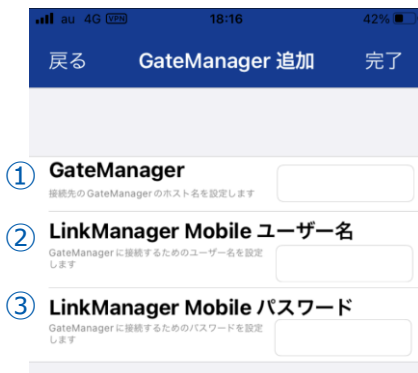 au 4G VPN 18:16 42%
戻る GateManager 追加 完了
① GateManager
接続先のGateManagerのホスト名を設定します
② LinkManager Mobile ユーザー名
GateManagerに接続するためのユーザー名を設定
します
③ LinkManager Mobile パスワード
GateManagerに接続するためのパスワードを設定
します